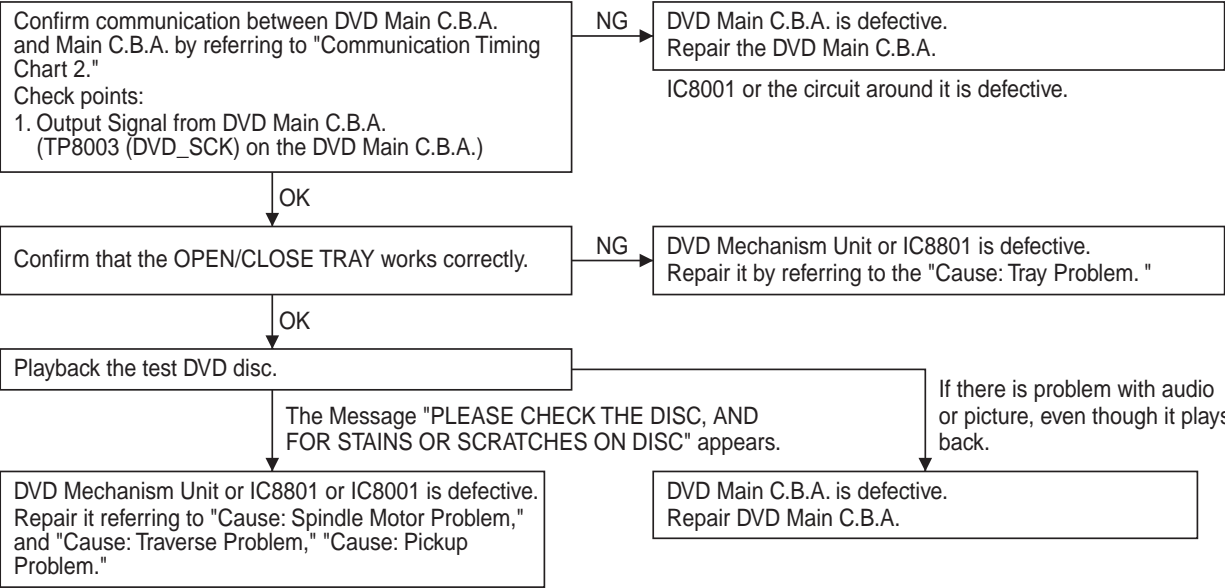 Confirm communication between DVD Main C.B.A.
and Main C.B.A. by referring to "Communication Timing
Chart 2."
Check points:
1. Output Signal from DVD Main C.B.A.
(TP8003 (DVD_SCK) on the DVD Main C.B.A.)
NG
DVD Main C.B.A. is defective.
Repair the DVD Main C.B.A.
IC8001 or the circuit around it is defective.
OK
Confirm that the OPEN/CLOSE TRAY works correctly.
NG
DVD Mechanism Unit or IC8801 is defective.
Repair it by referring to the "Cause: Tray Problem. "
OK
Playback the test DVD disc.
The Message "PLEASE CHECK THE DISC, AND
FOR STAINS OR SCRATCHES ON DISC" appears.
If there is problem with audio
or picture, even though it plays
back.
DVD Mechanism Unit or IC8801 or IC8001 is defective.
Repair it referring to "Cause: Spindle Motor Problem,"
and "Cause: Traverse Problem," "Cause: Pickup
Problem."
DVD Main C.B.A. is defective.
Repair DVD Main C.B.A.